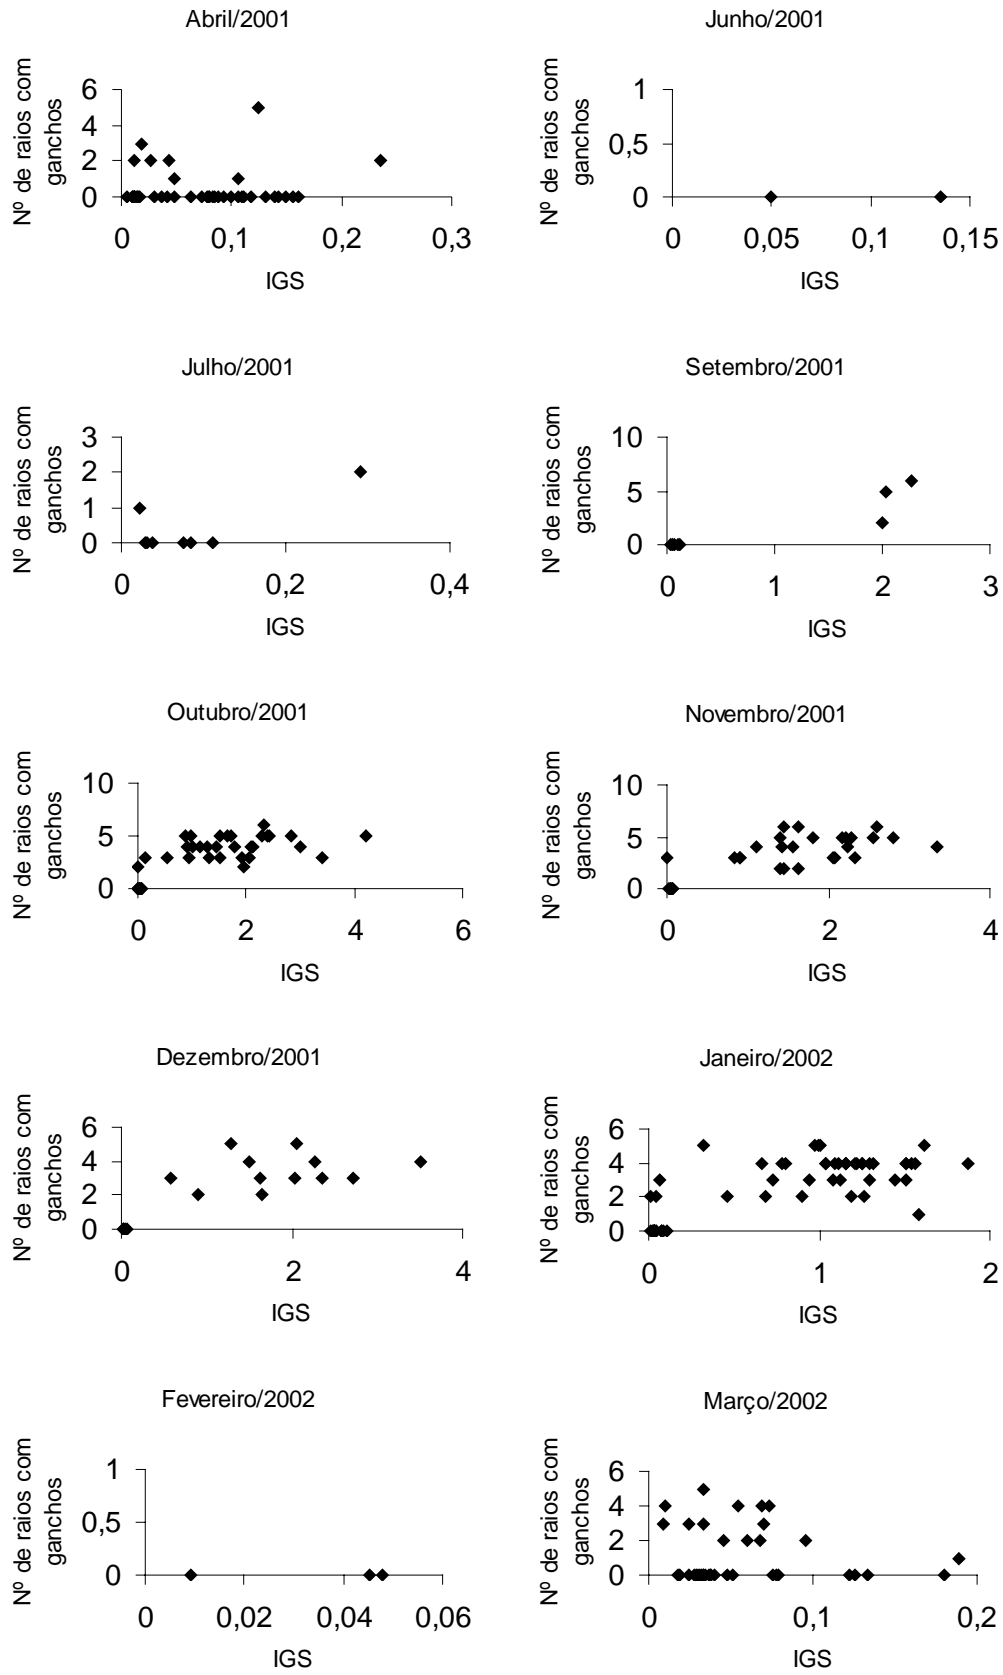 Abril/2001
Nº de raios com
ganchos
6
4
2
0
0 0,1 0,2 0,3
IGS
Junho/2001
Nº de raios com
ganchos
1
0,5
0
0 0,05 0,1 0,15
IGS
Julho/2001
Nº de raios com
ganchos
3
2
1
0
0 0,2 0,4
IGS
Setembro/2001
Nº de raios com
ganchos
10
5
0
0 1 2 3
IGS
Outubro/2001
Nº de raios com
ganchos
10
5
0
0 2 4 6
IGS
Novembro/2001
Nº de raios com
ganchos
10
5
0
0 2 4
IGS
Dezembro/2001
Nº de raios com
ganchos
6
4
2
0
0 2 4
IGS
Janeiro/2002
Nº de raios com
ganchos
6
4
2
0
0 1 2
IGS
Fevereiro/2002
Nº de raios com
ganchos
1
0,5
0
0 0,02 0,04 0,06
IGS
Março/2002
Nº de raios com
ganchos
6
4
2
0
0 0,1 0,2
IGS